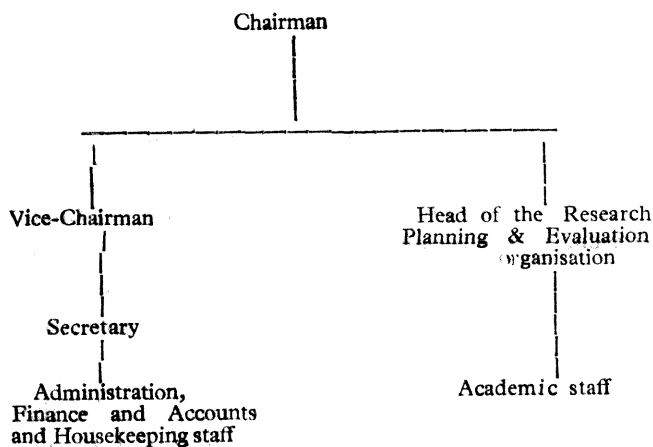 Chairman
Vice-Chairman
Secretary
Administration,
Finance and Accounts
and Housekeeping staff
Head of the Research
Planning & Evaluation
Organisation
Academic staff